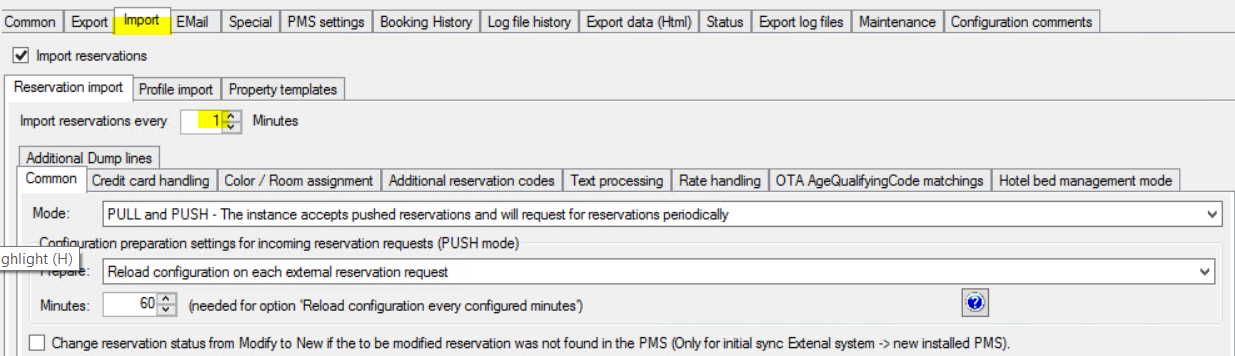 Common Export Import EMail Special PMS settings Booking History Log file history Export data (Html) Status Export log files Maintenance Configuration comments
Import reservations
Reservation import Profile import Property templates
Import reservations every 1 Minutes
Additional Dump lines
Common Credit card handling Color / Room assignment Additional reservation codes Text processing Rate handling OTA AgeQualifyingCode matchings Hotel bed management mode
Mode: PULL and PUSH - The instance accepts pushed reservations and will request for reservations periodically
Configuration preparation settings for incoming reservation requests (PUSH mode)
ghlight (H)
Prepare: Reload configuration on each external reservation request
Minutes: 60 (needed for option 'Reload configuration every configured minutes') ?
Change reservation status from Modify to New if the to be modified reservation was not found in the PMS (Only for initial sync Extenal system -> new installed PMS).